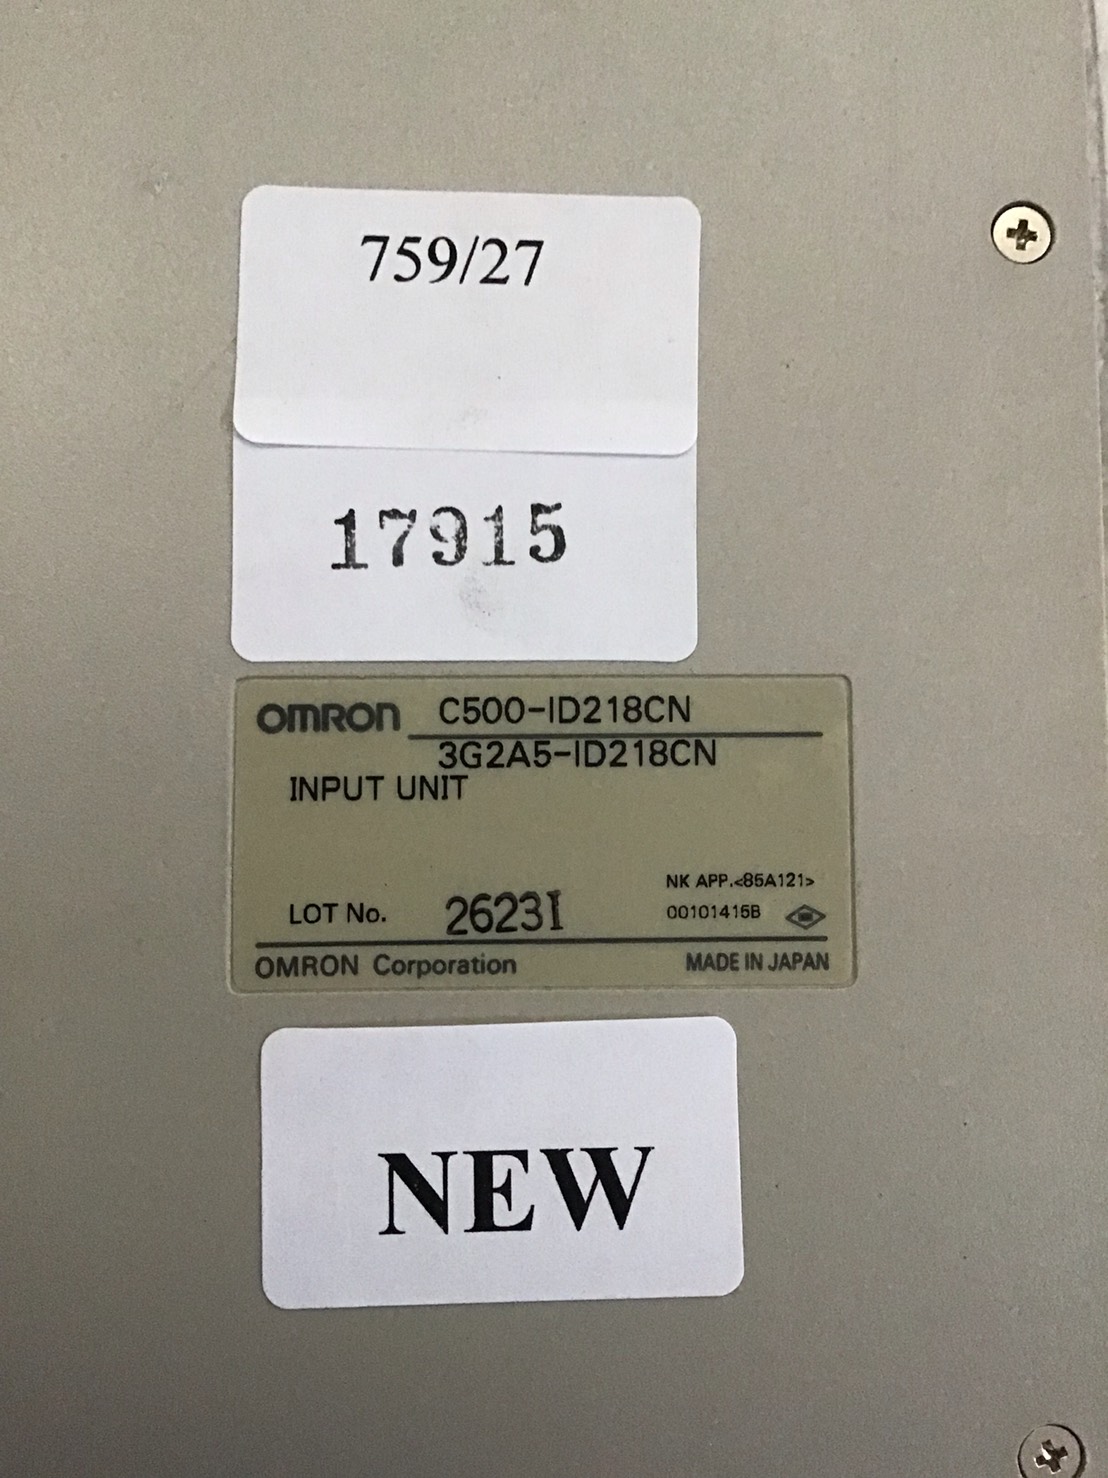 759/27
17915
OMRON C500-ID218CN
3G2A5-ID218CN
INPUT UNIT
NK APP.<85A121>
LOT No. 2623I 00101415B
OMRON Corporation MADE IN JAPAN
NEW